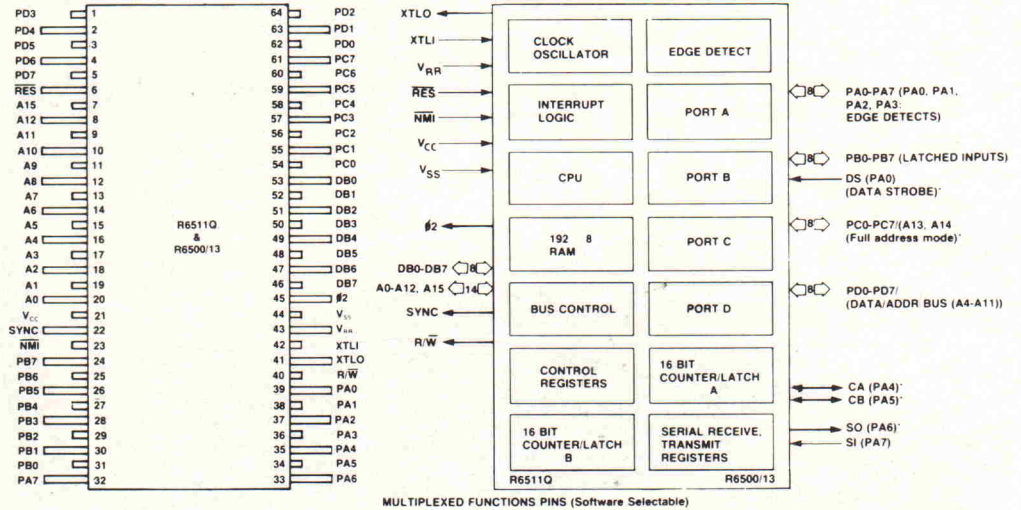 PD3 1
PD4 2
PD5 3
PD6 4
PD7 5
RES 6
A15 7
A12 8
A11 9
A10 10
A9 11
A8 12
A7 13
A6 14
A5 15
A4 16
A3 17
A2 18
A1 19
A0 20
VCC 21
SYNC 22
NMI 23
PB7 24
PB6 25
PB5 26
PB4 27
PB3 28
PB2 29
PB1 30
PB0 31
PA7 32
R6511Q
&
R6500/13
64 PD2
63 PD1
62 PD0
61 PC7
60 PC6
59 PC5
58 PC4
57 PC3
56 PC2
55 PC1
54 PC0
53 DB0
52 DB1
51 DB2
50 DB3
49 DB4
48 DB5
47 DB6
46 DB7
45 ϕ2
44 VSS
43 VRR
42 XTLI
41 XTLO
40 R/W
39 PA0
38 PA1
37 PA2
36 PA3
35 PA4
34 PA5
33 PA6
XTLO
XTLI
VRR
RES
NMI
VCC
VSS
ϕ2
DB0-DB7 8
A0-A12, A15 14
SYNC
R/W
CLOCK
OSCILLATOR
EDGE DETECT
INTERRUPT
LOGIC
PORT A
CPU
PORT B
192 8
RAM
PORT C
BUS CONTROL
PORT D
CONTROL
REGISTERS
16 BIT
COUNTER/LATCH
A
16 BIT
COUNTER/LATCH
B
SERIAL RECEIVE,
TRANSMIT
REGISTERS
R6511Q
R6500/13
8 PA0-PA7 (PA0, PA1,
PA2, PA3:
EDGE DETECTS)
8 PB0-PB7 (LATCHED INPUTS)
DS (PA0)
(DATA STROBE)*
8 PC0-PC7/(A13, A14
(Full address mode)*
8 PD0-PD7/
(DATA/ADDR BUS (A4-A11))
CA (PA4)*
CB (PA5)*
SO (PA6)*
SI (PA7)
MULTIPLEXED FUNCTIONS PINS (Software Selectable)